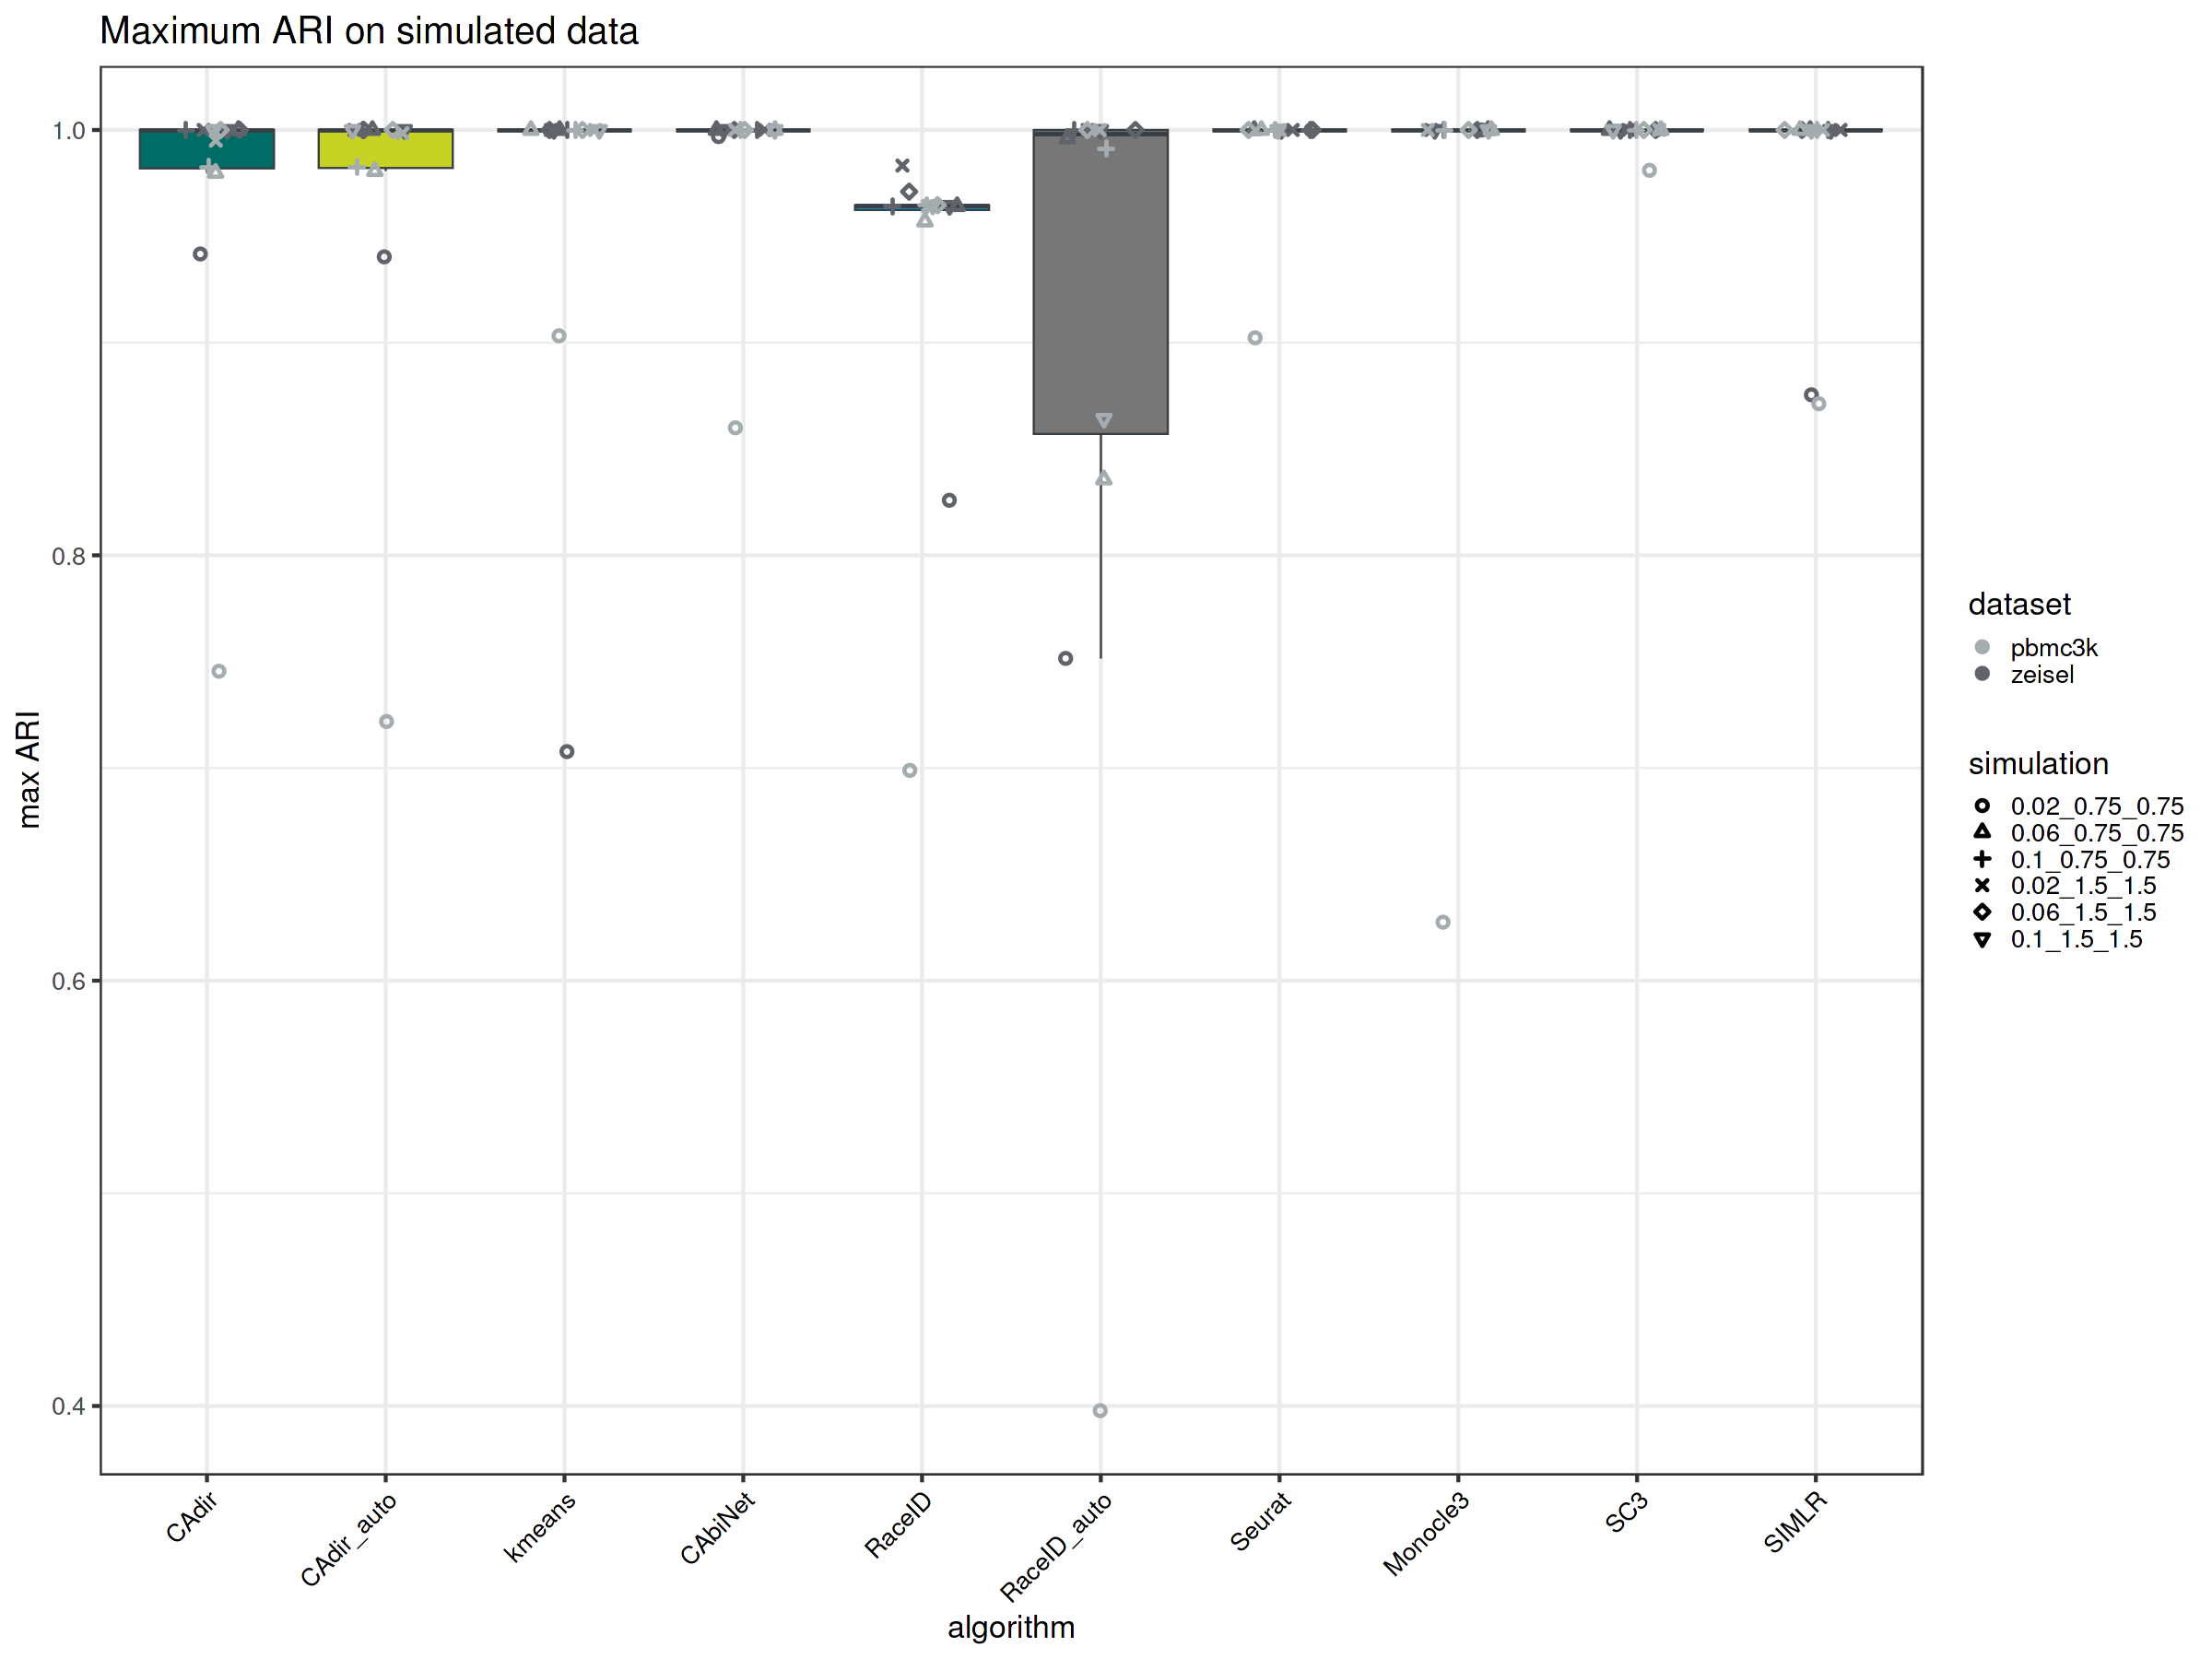 Maximum ARI on simulated data
max ARI
1.0
0.8
0.6
0.4
CAdir
CAdir_auto
kmeans
CAbiNet
RaceID
RaceID_auto
Seurat
Monocle3
SC3
SIMLR
algorithm
dataset
pbmc3k
zeisel
simulation
0.02_0.75_0.75
0.06_0.75_0.75
0.1_0.75_0.75
0.02_1.5_1.5
0.06_1.5_1.5
0.1_1.5_1.5